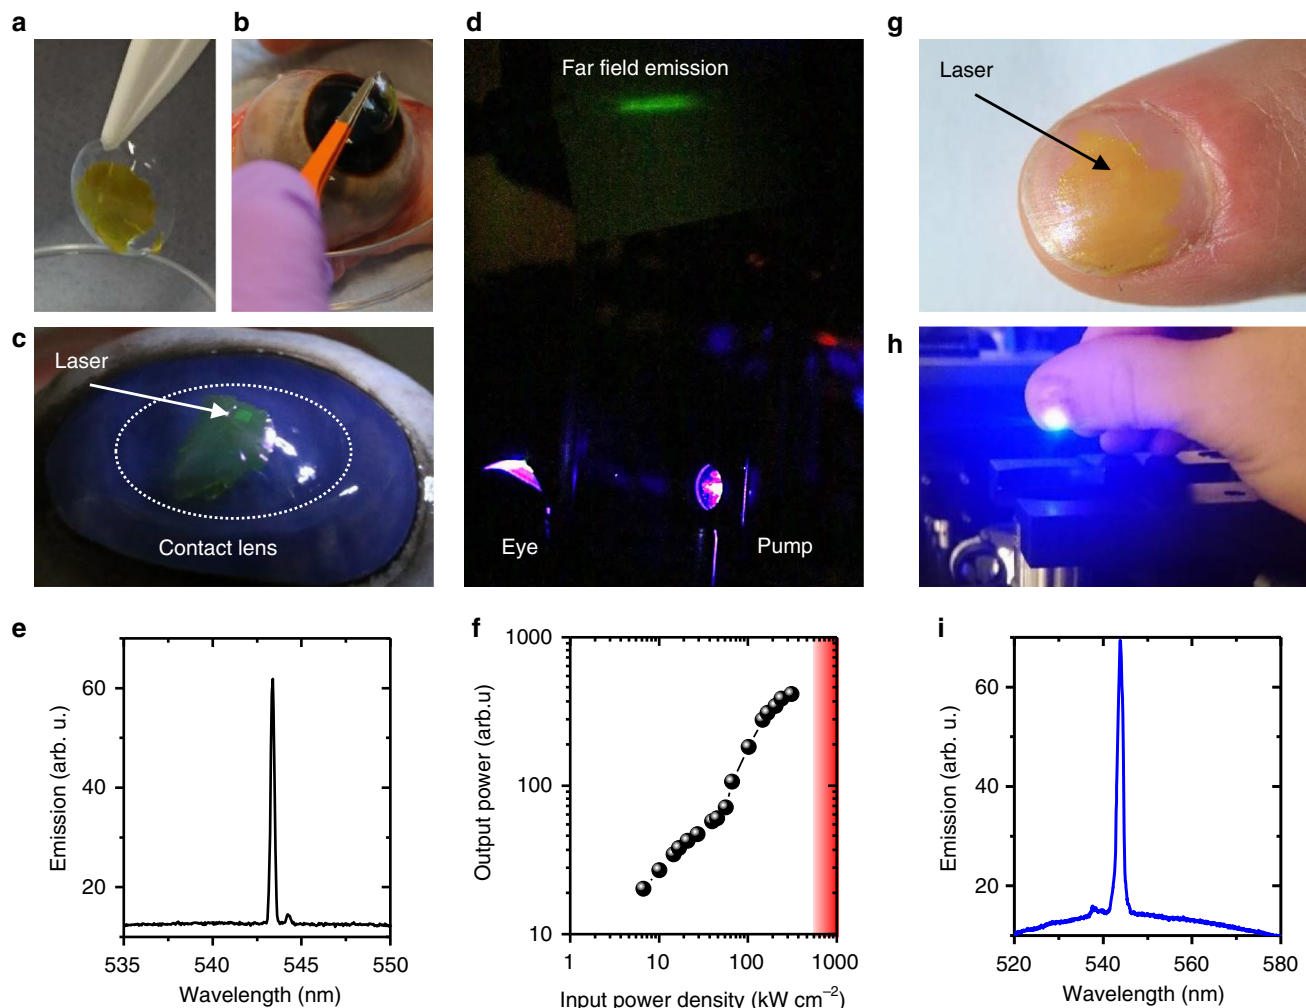 a
b
d
g
Far field emission
Laser
c
Laser
Contact lens
Eye
Pump
h
e
Emission (arb. u.)
60
40
20
535
540
545
550
Wavelength (nm)
f
Output power (arb.u)
1000
100
10
1
10
100
1000
Input power density (kW cm⁻²)
i
Emission (arb. u.)
60
40
20
520
540
560
580
Wavelength (nm)